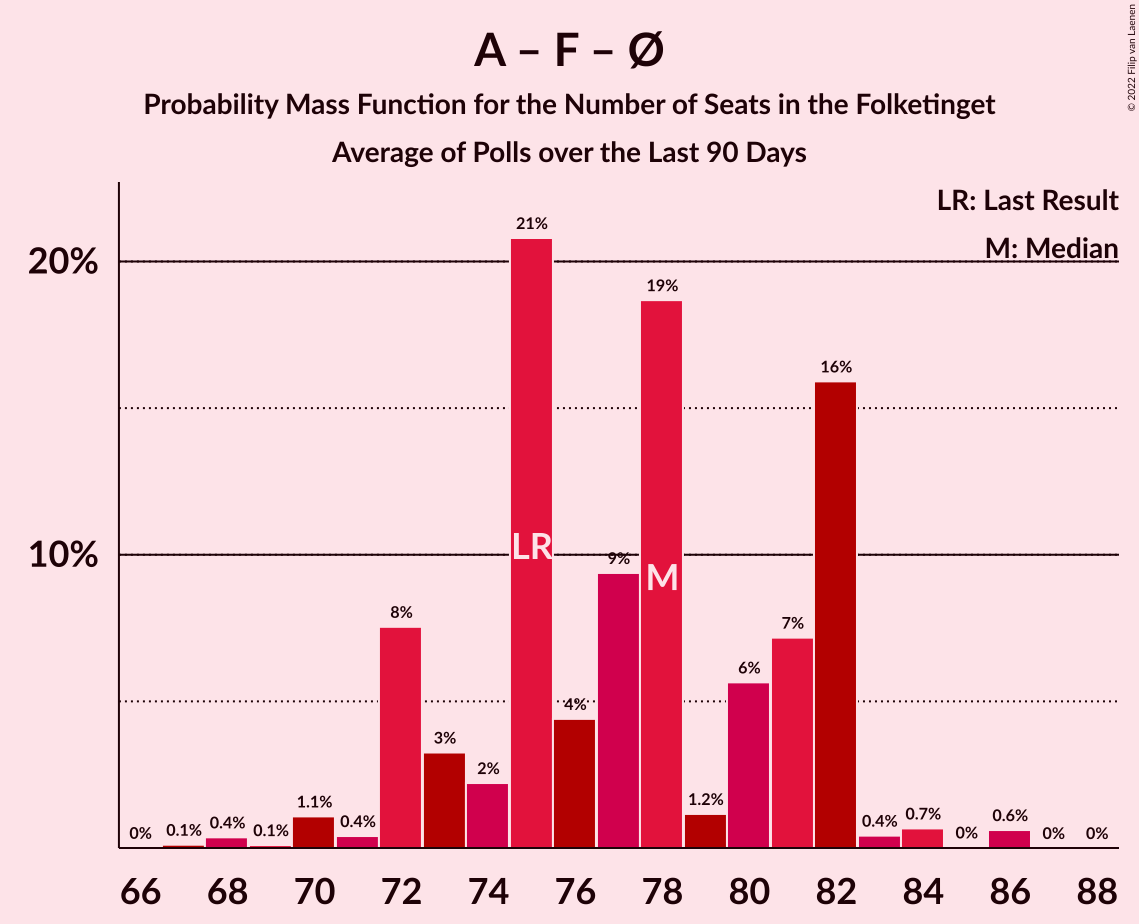 A – F – Ø
Probability Mass Function for the Number of Seats in the Folketinget
Average of Polls over the Last 90 Days
© 2022 Filip van Laenen
LR: Last Result
M: Median
20%
10%
0%
0.1%
0.4%
0.1%
1.1%
0.4%
8%
3%
2%
21%
4%
9%
19%
1.2%
6%
7%
16%
0.4%
0.7%
0%
0.6%
0%
0%
LR
M
66 68 70 72 74 76 78 80 82 84 86 88